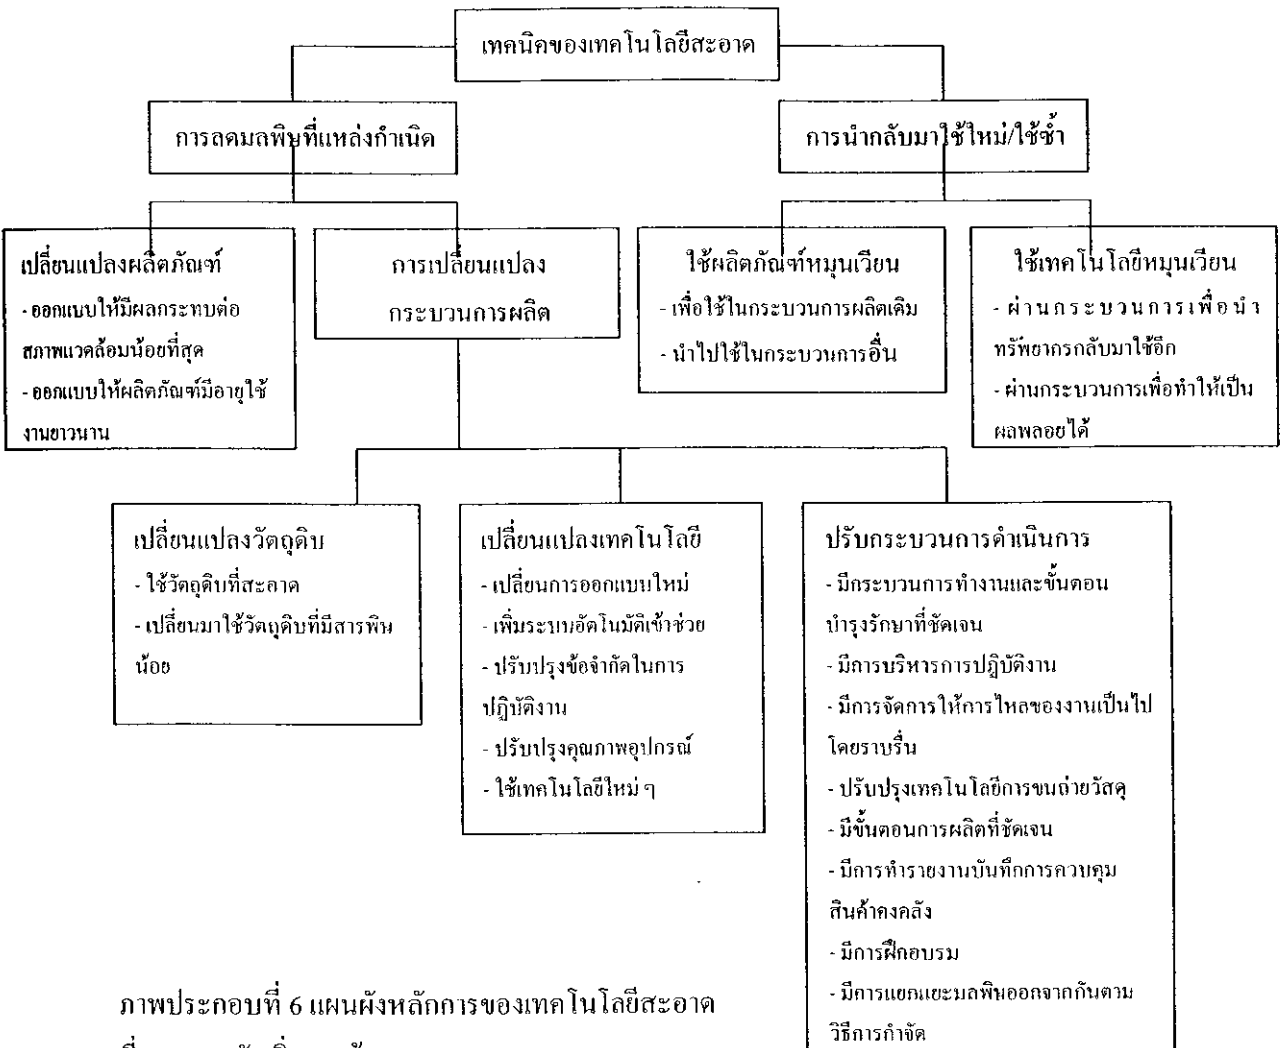 เทคนิคของเทคโนโลยีสะอาด
การลดมลพิษที่แหล่งกำเนิด
การนำกลับมาใช้ใหม่/ใช้ซ้ำ
เปลี่ยนแปลงผลิตภัณฑ์
- ออกแบบให้มีผลกระทบต่อ
สภาพแวดล้อมน้อยที่สุด
- ออกแบบให้ผลิตภัณฑ์มีอายุใช้
งานยาวนาน
การเปลี่ยนแปลง
กระบวนการผลิต
ใช้ผลิตภัณฑ์หมุนเวียน
- เพื่อใช้ในกระบวนการผลิตเดิม
- นำไปใช้ในกระบวนการอื่น
ใช้เทคโนโลยีหมุนเวียน
- ผ่านกระบวนการเพื่อนำ
ทรัพยากรกลับมาใช้อีก
- ผ่านกระบวนการเพื่อทำให้เป็น
ผลพลอยได้
เปลี่ยนแปลงวัตถุดิบ
- ใช้วัตถุดิบที่สะอาด
- เปลี่ยนมาใช้วัตถุดิบที่มีสารพิษ
น้อย
เปลี่ยนแปลงเทคโนโลยี
- เปลี่ยนการออกแบบใหม่
- เพิ่มระบบอัตโนมัติเข้าช่วย
- ปรับปรุงข้อจำกัดในการ
ปฏิบัติงาน
- ปรับปรุงคุณภาพอุปกรณ์
- ใช้เทคโนโลยีใหม่ ๆ
ปรับกระบวนการดำเนินการ
- มีกระบวนการทำงานและขั้นตอน
บำรุงรักษาที่ชัดเจน
- มีการบริหารการปฏิบัติงาน
- มีการจัดการให้การไหลของงานเป็นไป
โดยราบรื่น
- ปรับปรุงเทคโนโลยีการขนถ่ายวัสดุ
- มีขั้นตอนการผลิตที่ชัดเจน
- มีการทำรายงานบันทึกการควบคุม
สินค้าคงคลัง
- มีการฝึกอบรม
- มีการแยกแยะมลพิษออกจากกันตาม
วิธีการกำจัด
ภาพประกอบที่ 6 แผนผังหลักการของเทคโนโลยีสะอาด